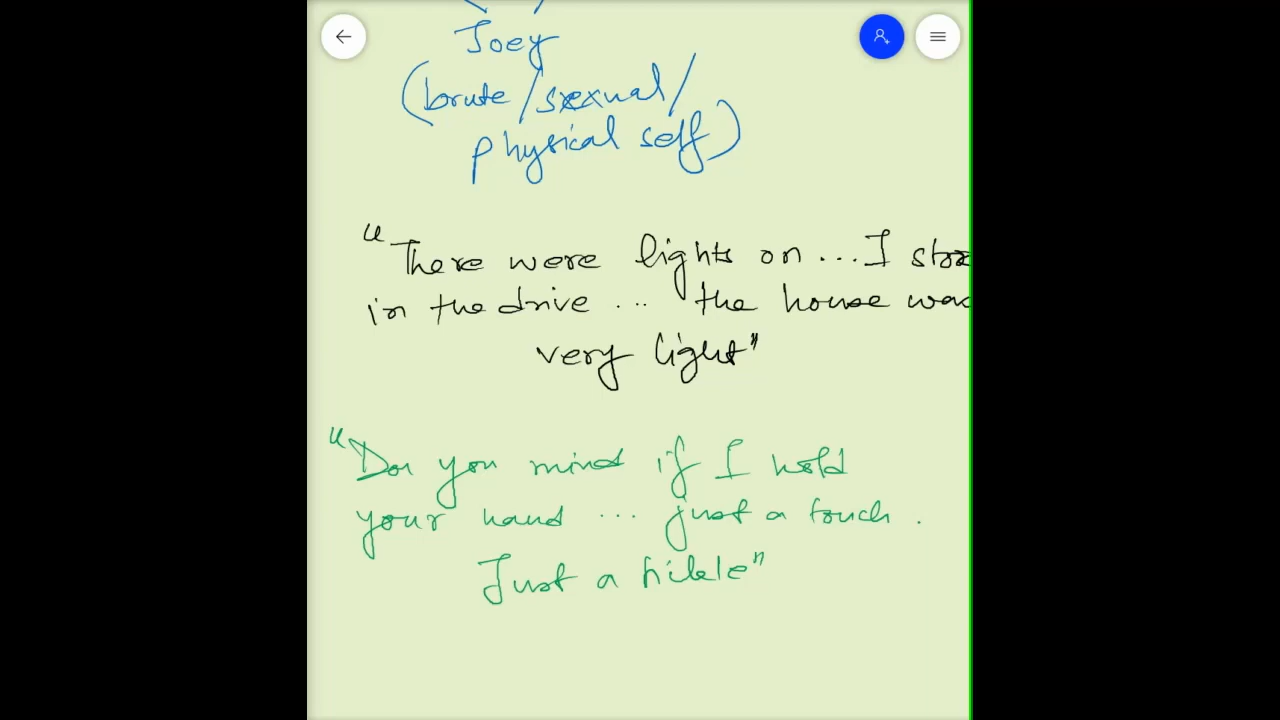 Joey
(brute/sexual/
physical self)
"There were lights on ... I
in the drive ... the house
very light"
"Do you mind if I hold
your hand ... just a touch.
Just a tickle"